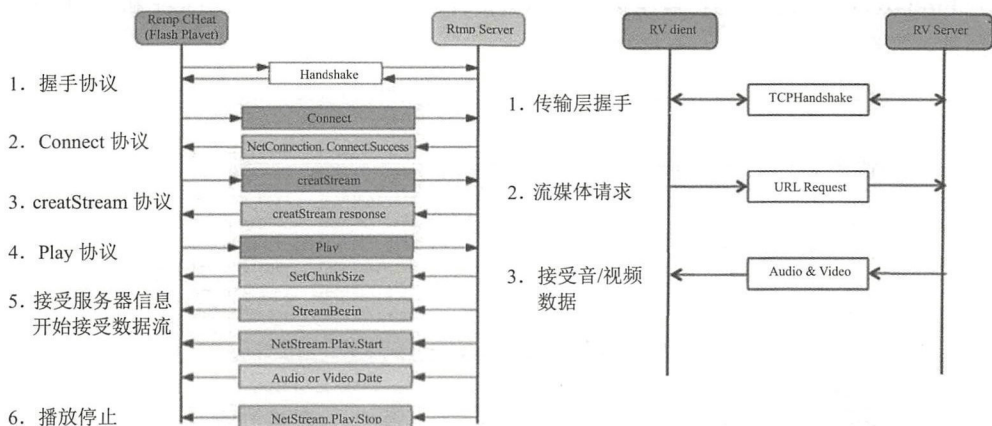 Remp CHeat
(Flash Plavet)
Rtmp Server
1. 握手协议
Handshake
Connect
2. Connect 协议
NetConnection. Connect.Success
creatStream
3. creatStream 协议
creatStream response
4. Play 协议
Play
SetChunkSize
5. 接受服务器信息
开始接受数据流
StreamBegin
NetStream.Play.Start
Audio or Video Date
6. 播放停止
NetStream.Play.Stop
RV dient
RV Server
1. 传输层握手
TCPHandshake
2. 流媒体请求
URL Request
3. 接受音/视频
数据
Audio & Video